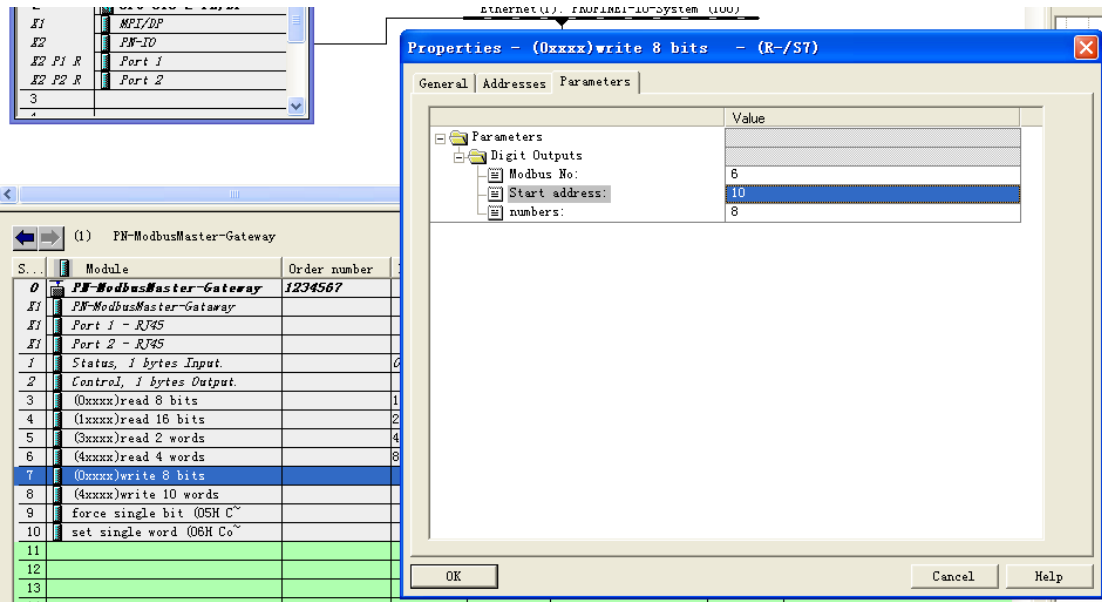 Ethernet(1): PROFINET-IO-System (100)
X1 MPI/DP
X2 PN-IO
X2 P1 R Port 1
X2 P2 R Port 2
3
Properties - (0xxxx)write 8 bits - (R-/S7)
General Addresses Parameters
Value
Parameters
Digit Outputs
Modbus No: 6
Start address: 10
numbers: 8
(1) PN-ModbusMaster-Gateway
S... Module Order number
0 PN-ModbusMaster-Gateway 1234567
X1 PN-ModbusMaster-Gataway
X1 Port 1 - RJ45
X1 Port 2 - RJ45
1 Status, 1 bytes Input. 0
2 Control, 1 bytes Output.
3 (0xxxx)read 8 bits 1
4 (1xxxx)read 16 bits 2
5 (3xxxx)read 2 words 4
6 (4xxxx)read 4 words 8
7 (0xxxx)write 8 bits
8 (4xxxx)write 10 words
9 force single bit (05H C~
10 set single word (06H Co~
11
12
13
OK Cancel Help